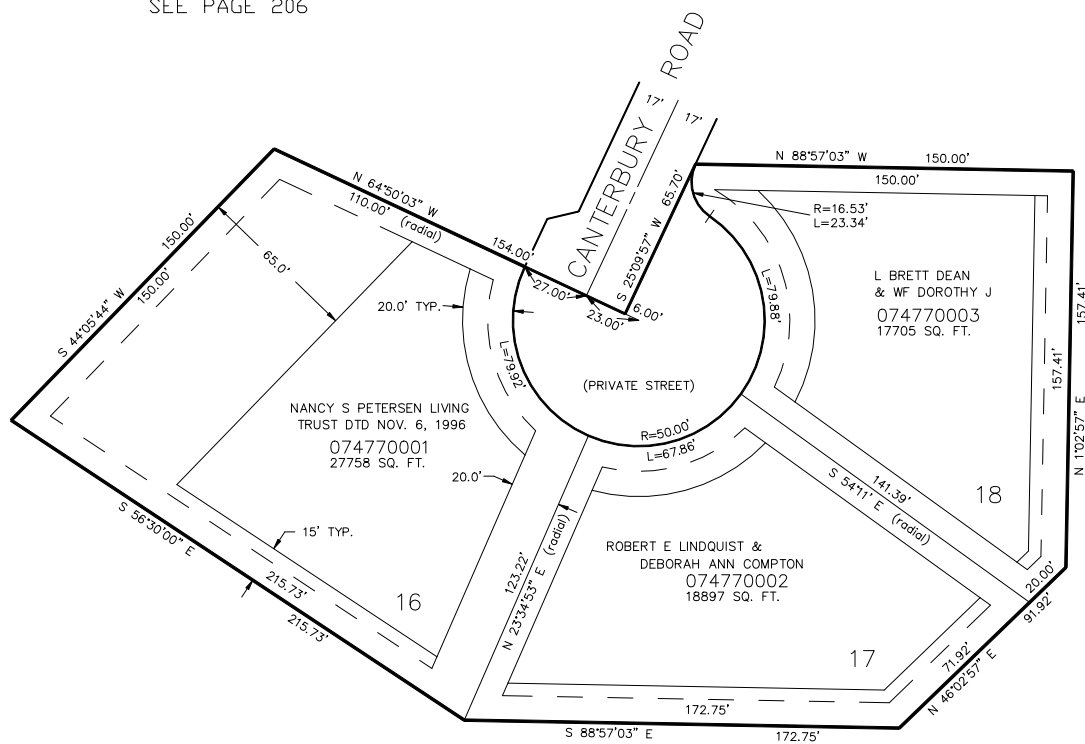 SEE PAGE 206
CANTERBURY ROAD
17'
17'
N 88°57'03" W 150.00'
150.00'
N 64°50'03" W
110.00' (radial)
154.00'
S 25°09'57" W 65.70'
R=16.53'
L=23.34'
150.00'
150.00'
S 44°05'44" W
65.0'
27.00'
23.00'
6.00'
20.0' TYP.
L=79.92'
L=79.88'
L BRETT DEAN
& WF DOROTHY J
074770003
17705 SQ. FT.
157.41'
157.41'
N 1°02'57" E
(PRIVATE STREET)
R=50.00'
L=67.86'
NANCY S PETERSEN LIVING
TRUST DTD NOV. 6, 1996
074770001
27758 SQ. FT.
20.0'
141.39'
S 54°11' E (radial)
18
S 56°30'00" E
15' TYP.
215.73'
215.73'
16
123.22'
N 23°34'53" E (radial)
ROBERT E LINDQUIST &
DEBORAH ANN COMPTON
074770002
18897 SQ. FT.
20.00'
91.92'
17
71.92'
N 46°02'57" E
172.75'
S 88°57'03" E 172.75'